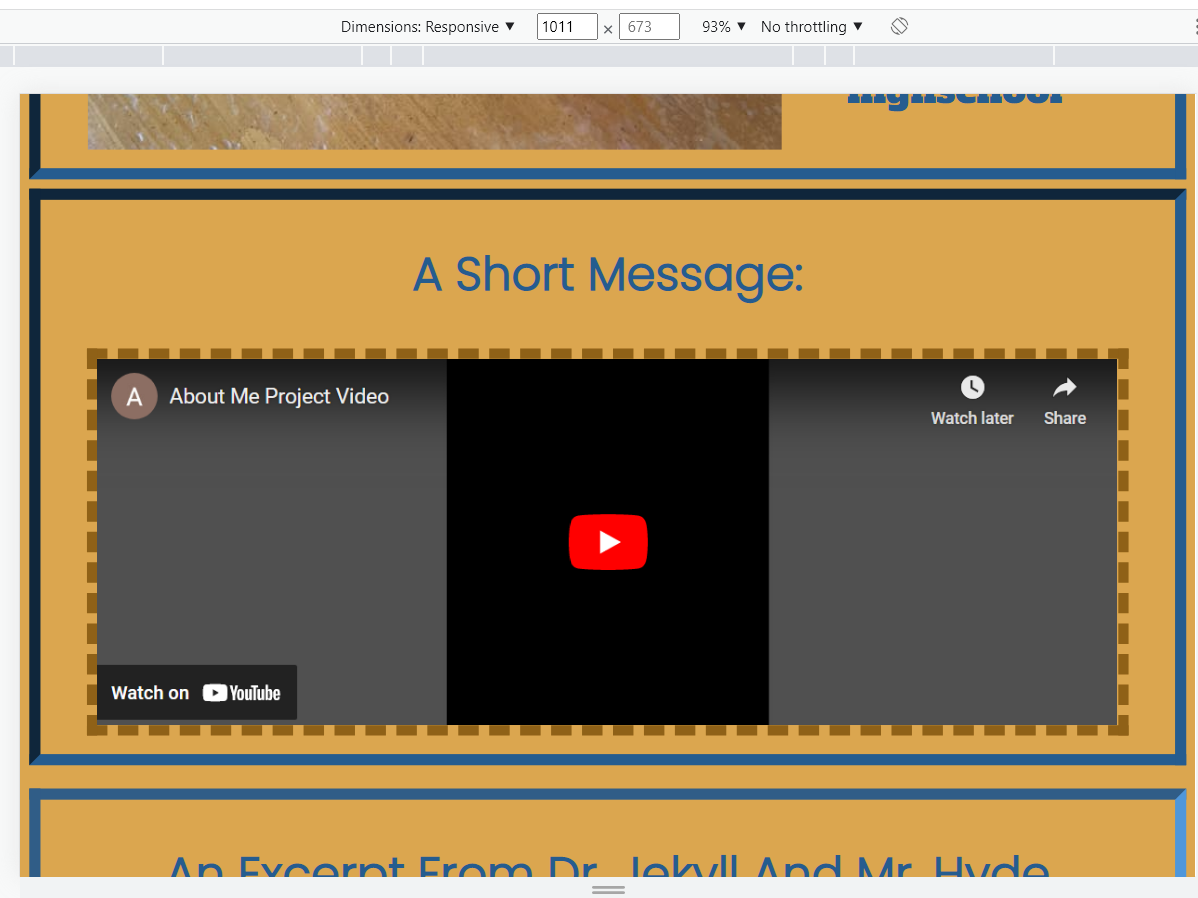 Dimensions: Responsive ▼ 1011 × 673 93% ▼ No throttling ▼
Highschool
A Short Message:
A About Me Project Video
Watch later Share
Watch on YouTube
An Excerpt From Dr. Jekyll And Mr. Hyde